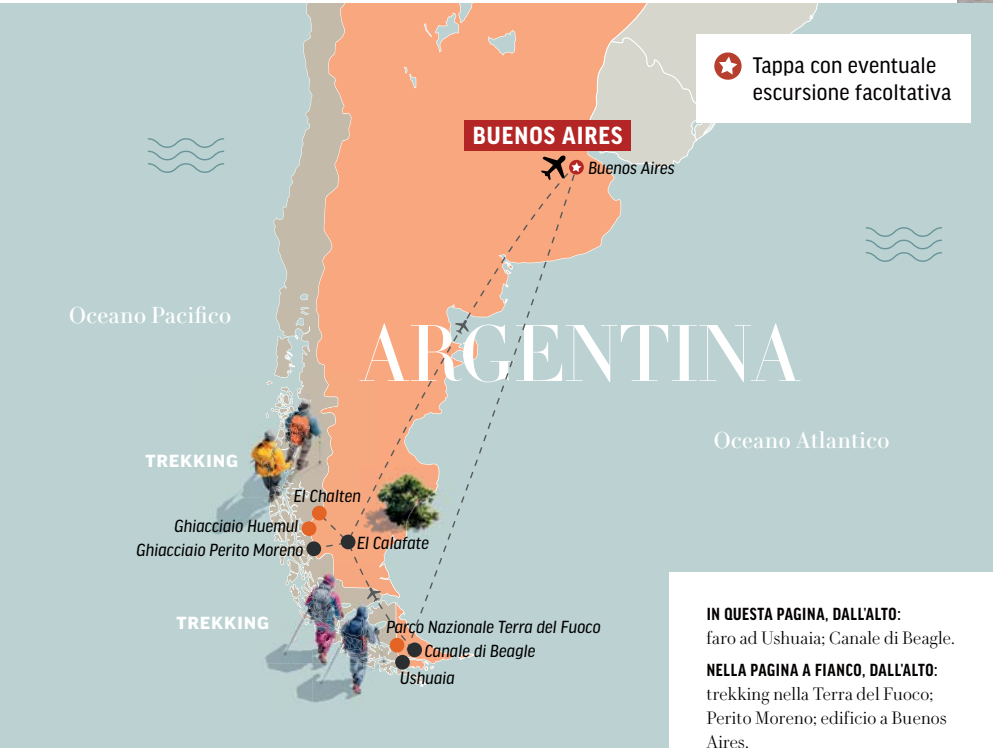 Tappa con eventuale
escursione facoltativa
BUENOS AIRES
Buenos Aires
Oceano Pacifico
ARGENTINA
Oceano Atlantico
TREKKING
El Chalten
Ghiacciaio Huemul
Ghiacciaio Perito Moreno
El Calafate
TREKKING
Parco Nazionale Terra del Fuoco
Canale di Beagle
Ushuaia
IN QUESTA PAGINA, DALL'ALTO:
faro ad Ushuaia; Canale di Beagle.
NELLA PAGINA A FIANCO, DALL'ALTO:
trekking nella Terra del Fuoco;
Perito Moreno; edificio a Buenos
Aires.